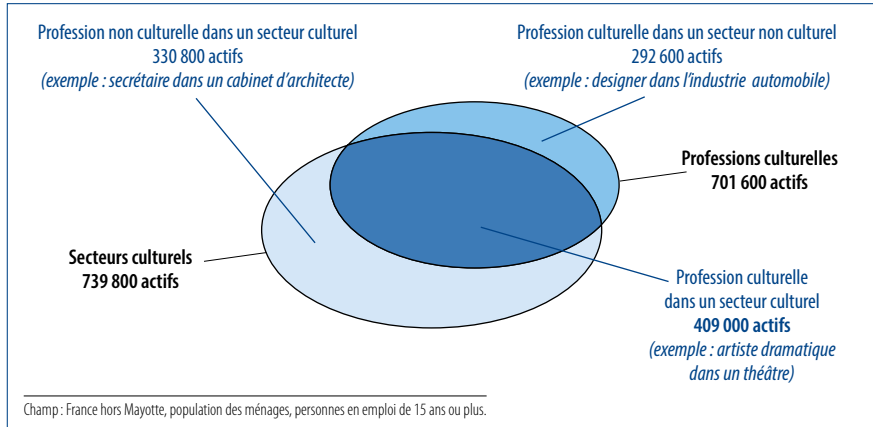 Profession non culturelle dans un secteur culturel
330 800 actifs
(exemple : secrétaire dans un cabinet d'architecte)
Profession culturelle dans un secteur non culturel
292 600 actifs
(exemple : designer dans l'industrie automobile)
Professions culturelles
701 600 actifs
Secteurs culturels
739 800 actifs
Profession culturelle
dans un secteur culturel
409 000 actifs
(exemple : artiste dramatique
dans un théâtre)
Champ : France hors Mayotte, population des ménages, personnes en emploi de 15 ans ou plus.